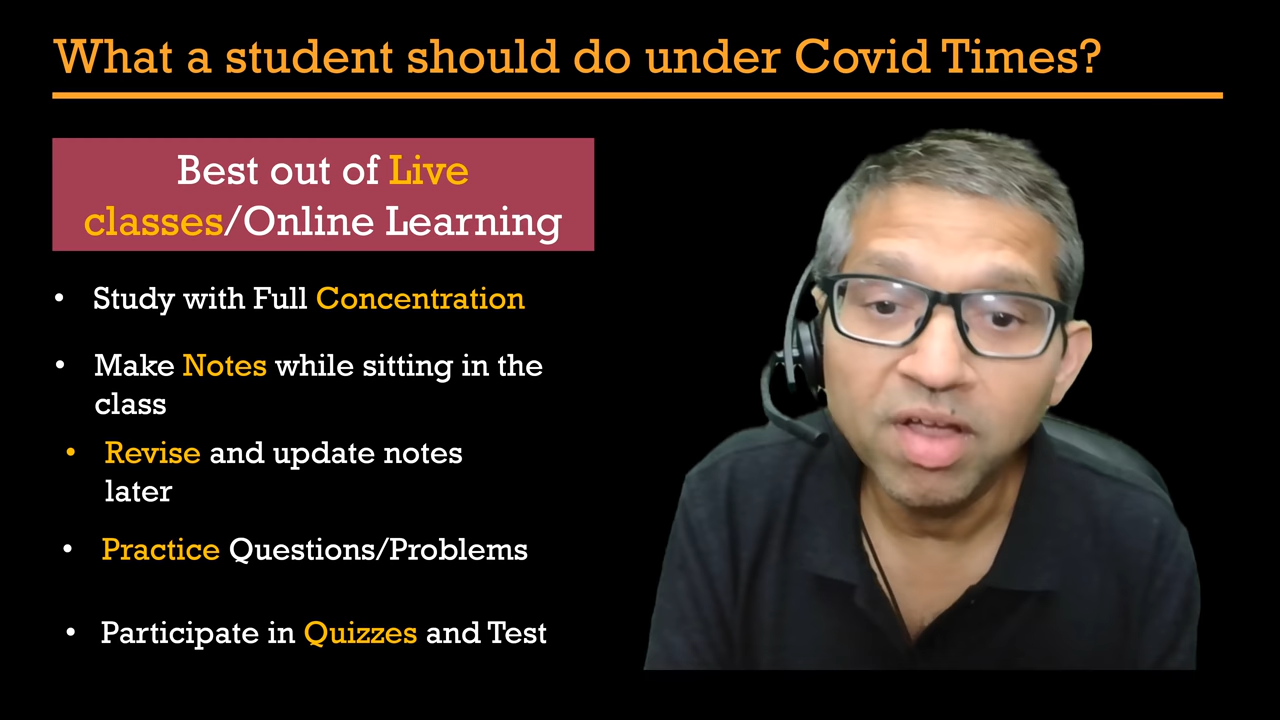 What a student should do under Covid Times?
Best out of Live
classes/Online Learning
• Study with Full Concentration
• Make Notes while sitting in the
class
• Revise and update notes
later
• Practice Questions/Problems
• Participate in Quizzes and Test